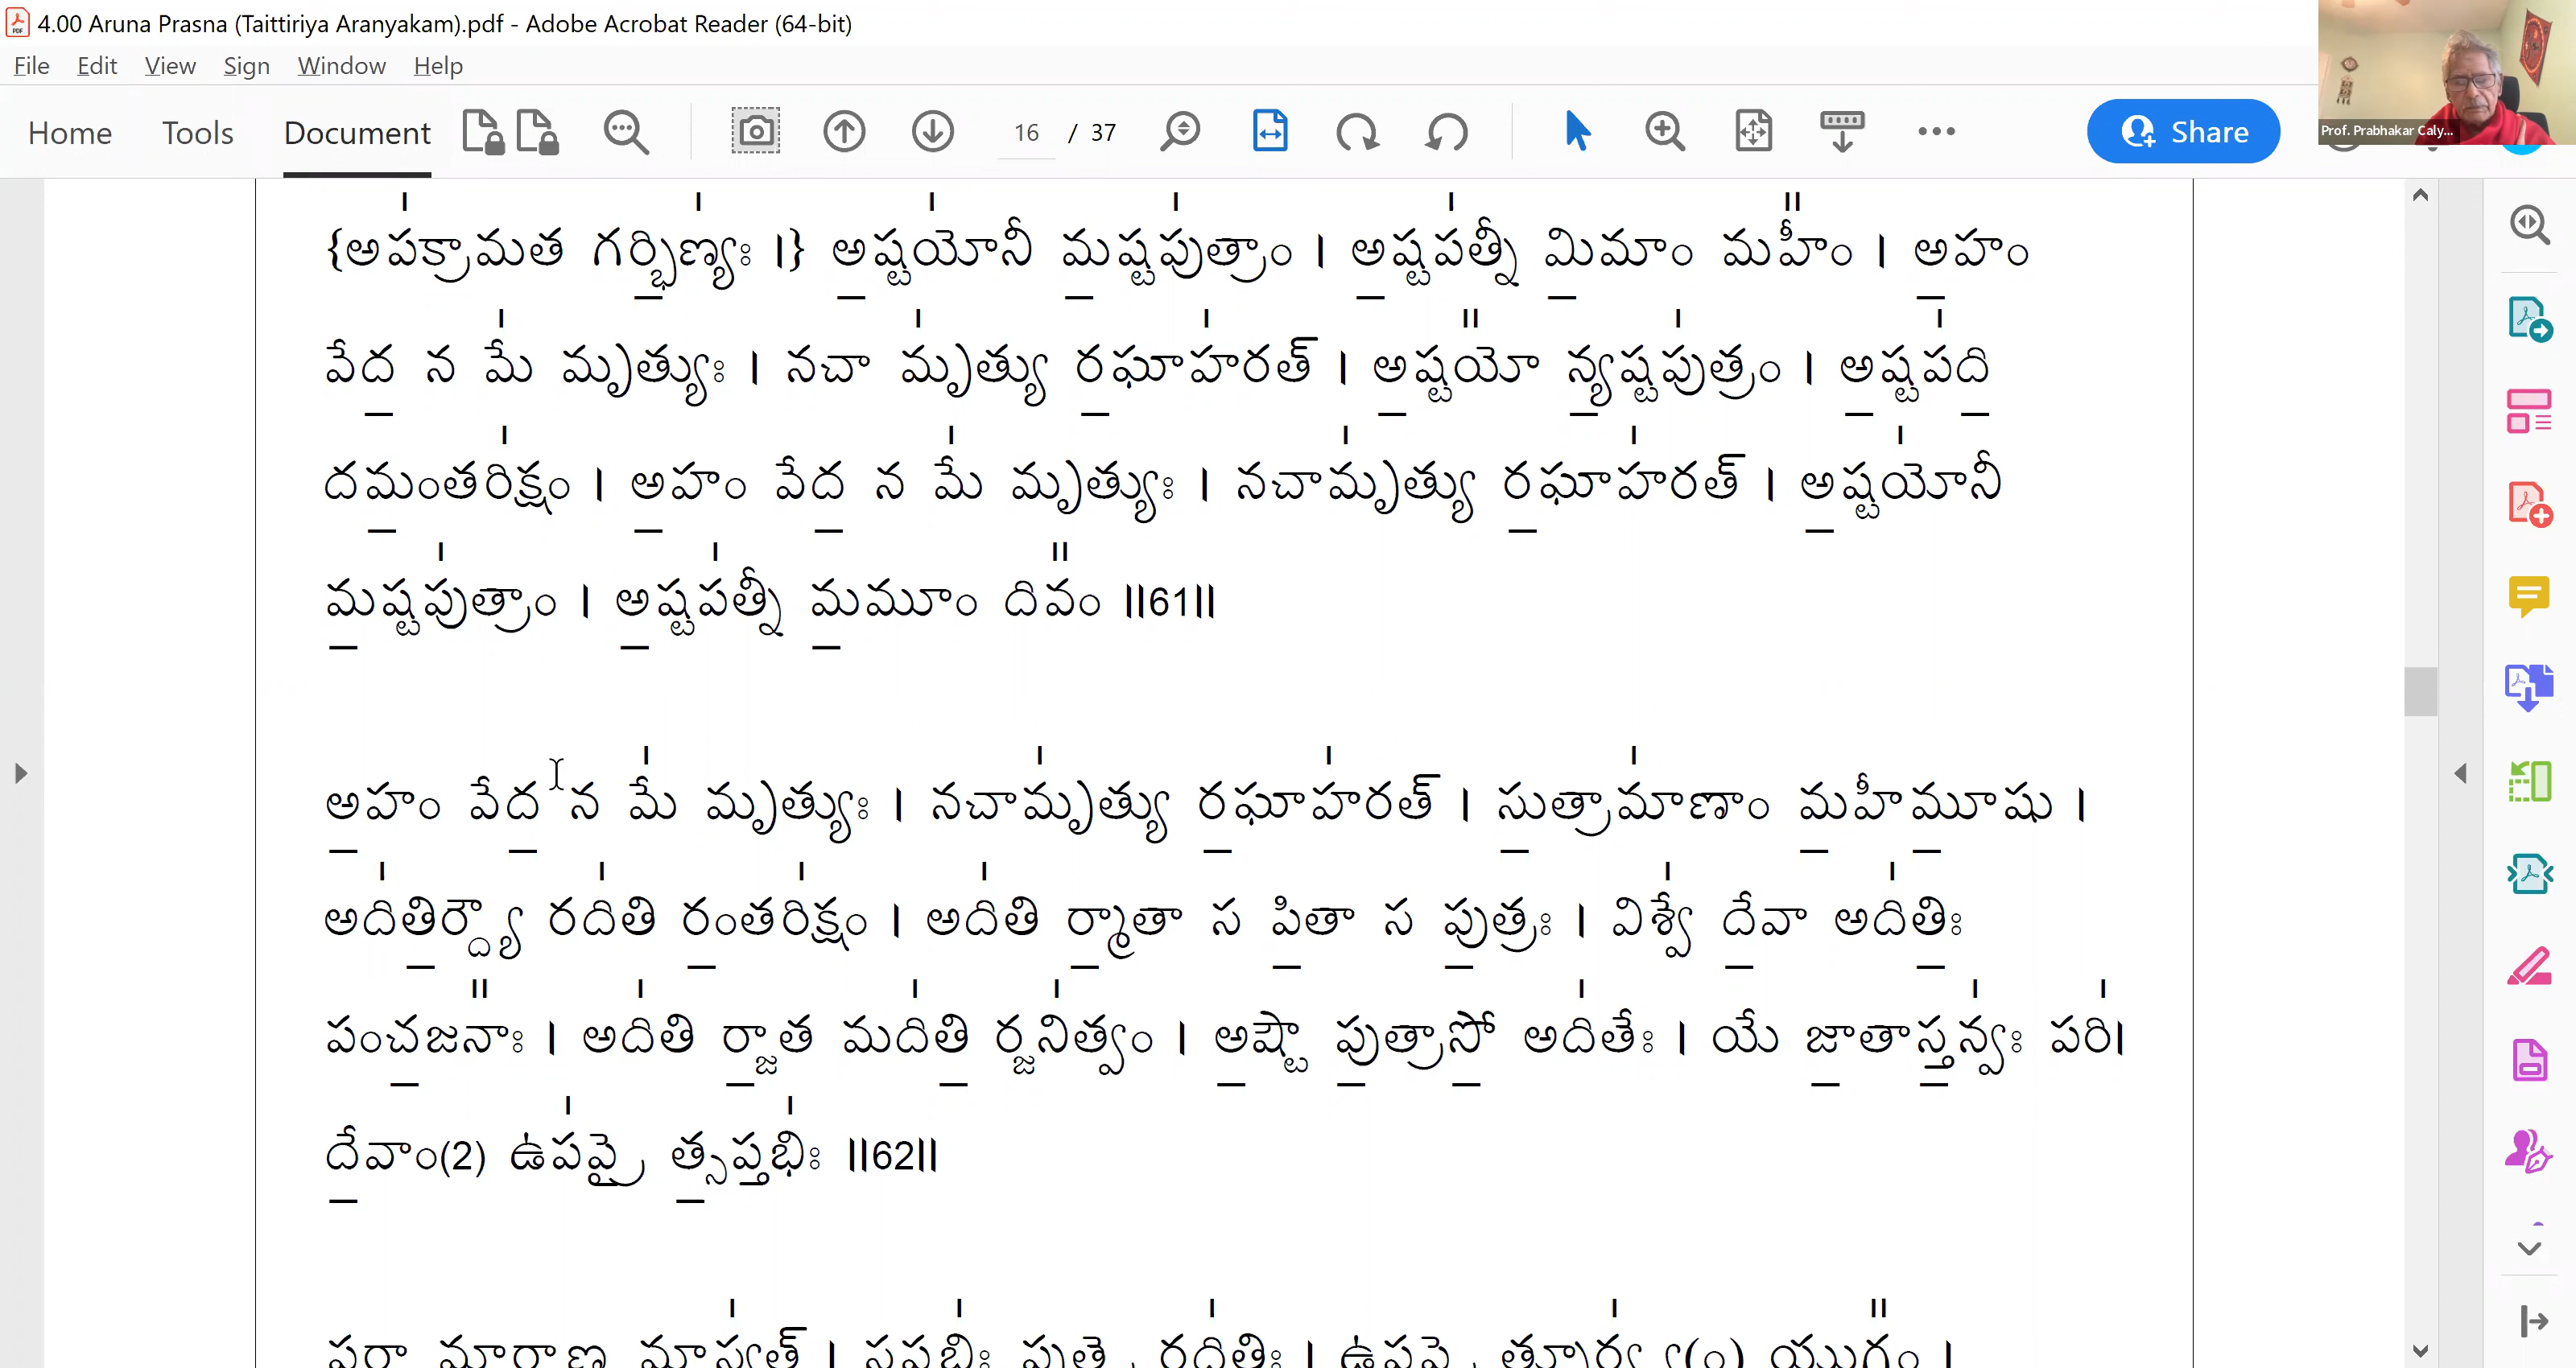 4.00 Aruna Prasna (Taittiriya Aranyakam).pdf - Adobe Acrobat Reader (64-bit)
File Edit View Sign Window Help
Home Tools Document 16 / 37 Share
Prof. Prabhakar Caly...
{అపక్రామత గర్భిణ్యః ।} అష్టయోనీ మష్టపుత్రాం । అష్టపత్నీ మిమాం మహీం । అహం
వేద న మే మృత్యుః । నచా మృత్యు రఘాహరత్ । అష్టయో న్యష్టపుత్రం । అష్టపది
దమంతరిక్షం । అహం వేద న మే మృత్యుః । నచామృత్యు రఘాహరత్ । అష్టయోనీ
మష్టపుత్రాం । అష్టపత్నీ మమూం దివం ॥61॥
అహం వేద న మే మృత్యుః । నచామృత్యు రఘాహరత్ । సుత్రామాణాం మహీమూషు ।
అదితిర్ద్యౌ రదితి రంతరిక్షం । అదితి ర్మాతా స పితా స పుత్రః । విశ్వే దేవా అదితిః
పంచజనాః । అదితి ర్జాత మదితి ర్జనిత్వం । అష్టౌ పుత్రాసో అదితేః । యే జాతాస్తన్వః పరి।
దేవాం(2) ఉపప్రై త్సప్తభిః ॥62॥